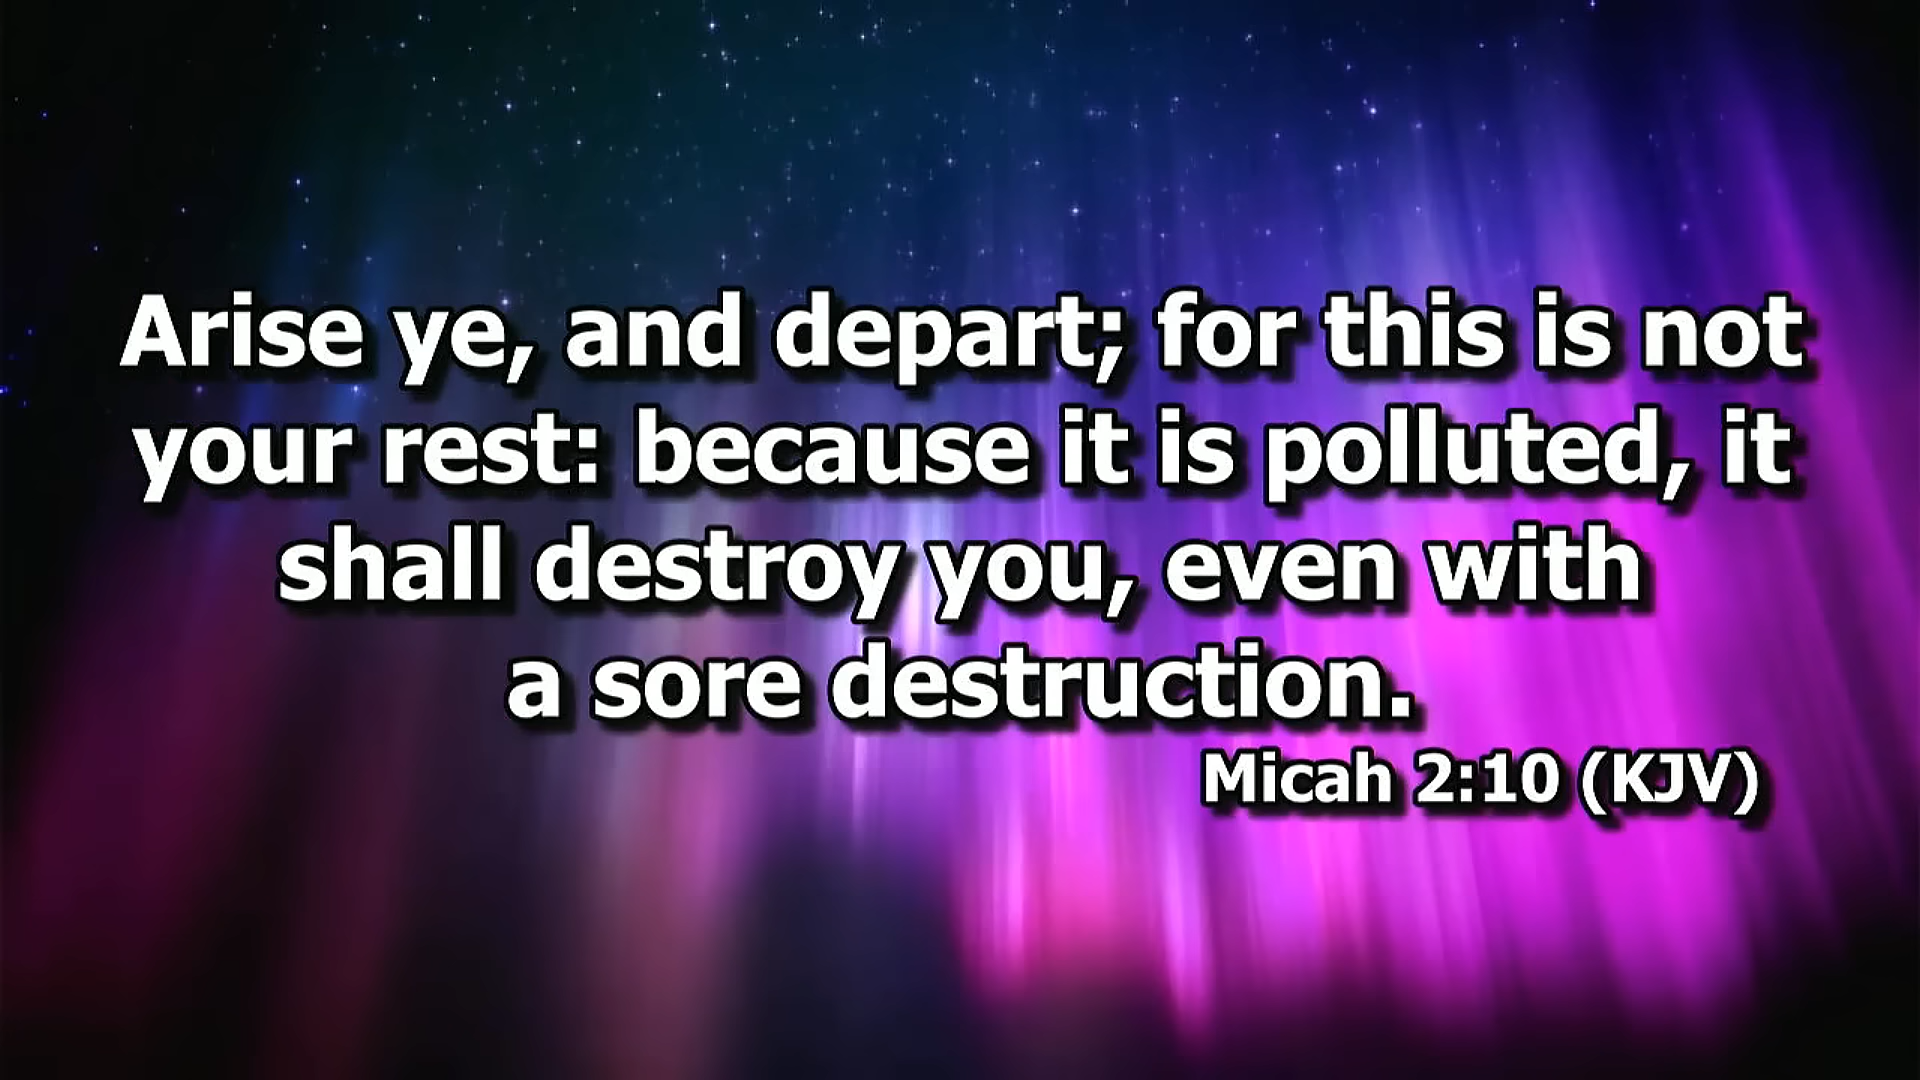 Arise ye, and depart; for this is not
your rest: because it is polluted, it
shall destroy you, even with
a sore destruction.
Micah 2:10 (KJV)